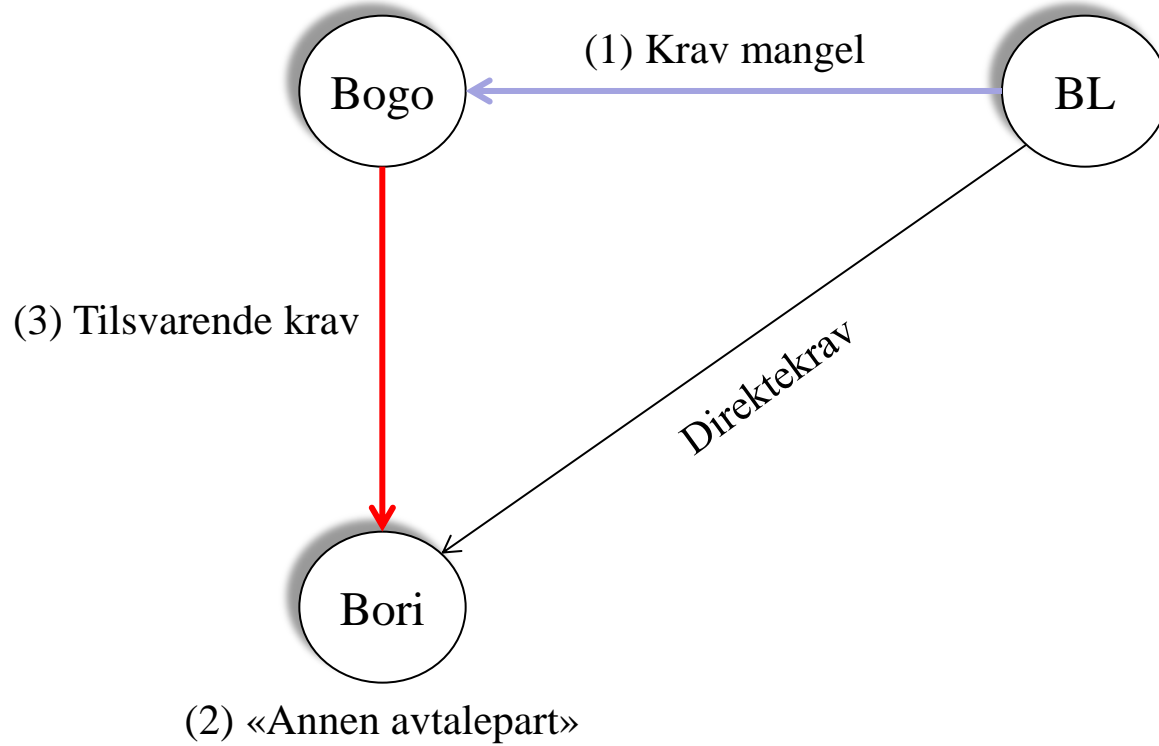 (1) Krav mangel
Bogo
BL
(3) Tilsvarende krav
Direktekrav
Bori
(2) «Annen avtalepart»